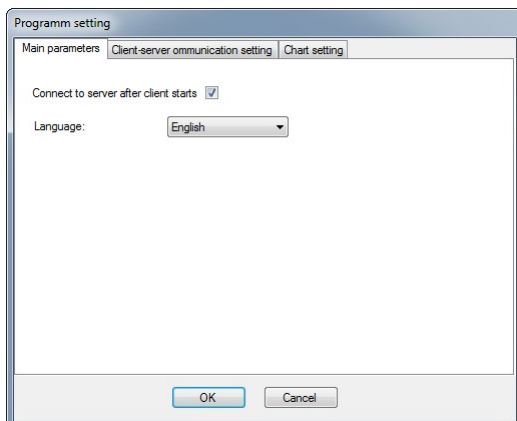 Programm setting
Main parameters Client-server ommunication setting Chart setting
Connect to server after client starts
Language: English
OK Cancel